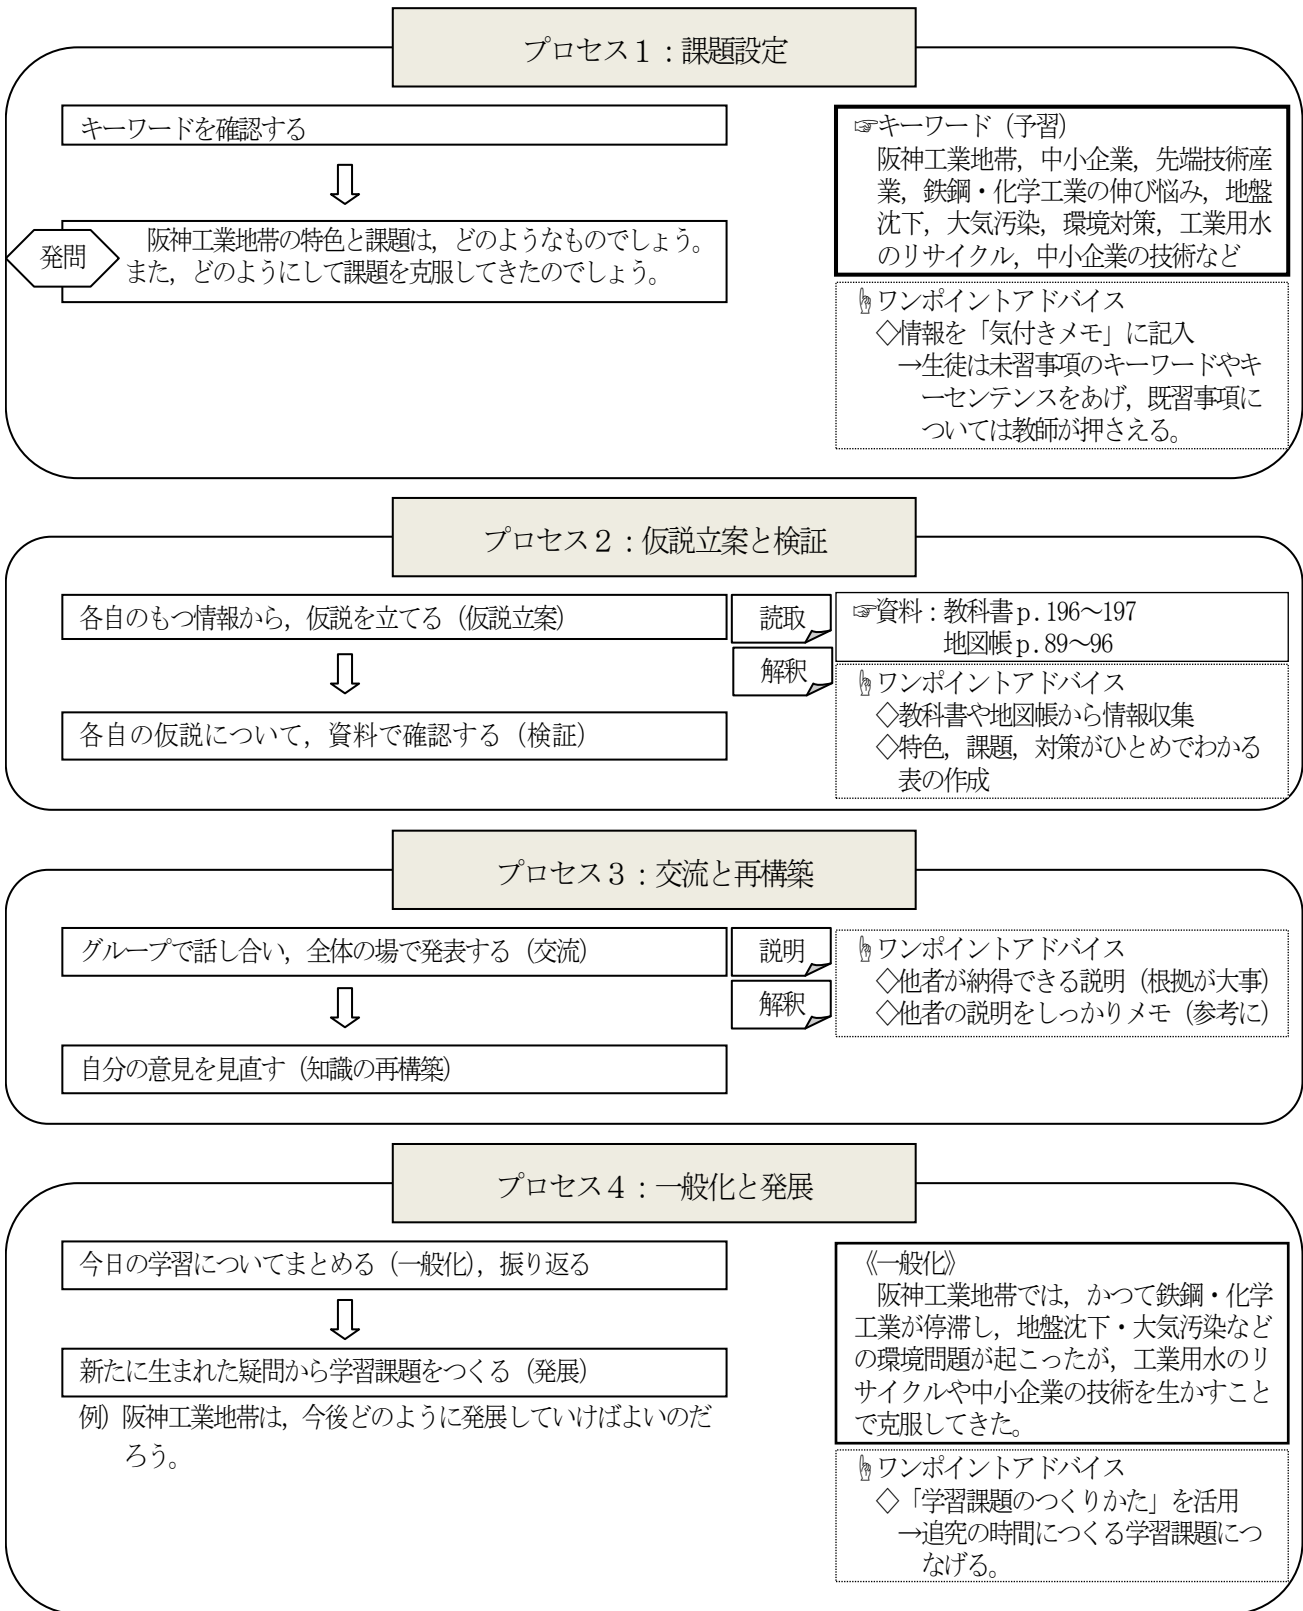 プロセス1:課題設定
キーワードを確認する
発問
阪神工業地帯の特色と課題は,どのようなものでしょう。
また,どのようにして課題を克服してきたのでしょう。
☞キーワード(予習)
阪神工業地帯,中小企業,先端技術産
業,鉄鋼・化学工業の伸び悩み,地盤
沈下,大気汚染,環境対策,工業用水
のリサイクル,中小企業の技術など
ワンポイントアドバイス
◇情報を「気付きメモ」に記入
→生徒は未習事項のキーワードやキ
ーセンテンスをあげ,既習事項に
ついては教師が押さえる。
プロセス2:仮説立案と検証
各自のもつ情報から,仮説を立てる(仮説立案)
各自の仮説について,資料で確認する(検証)
読取
解釈
☞資料:教科書p.196~197
地図帳p.89~96
ワンポイントアドバイス
◇教科書や地図帳から情報収集
◇特色,課題,対策がひとめでわかる
表の作成
プロセス3:交流と再構築
グループで話し合い,全体の場で発表する(交流)
自分の意見を見直す(知識の再構築)
説明
解釈
ワンポイントアドバイス
◇他者が納得できる説明(根拠が大事)
◇他者の説明をしっかりメモ(参考に)
プロセス4:一般化と発展
今日の学習についてまとめる(一般化),振り返る
新たに生まれた疑問から学習課題をつくる(発展)
例)阪神工業地帯は,今後どのように発展していけばよいのだ
ろう。
《一般化》
阪神工業地帯では,かつて鉄鋼・化学
工業が停滞し,地盤沈下・大気汚染など
の環境問題が起こったが,工業用水のリ
サイクルや中小企業の技術を生かすこと
で克服してきた。
ワンポイントアドバイス
◇「学習課題のつくりかた」を活用
→追究の時間につくる学習課題につ
なげる。